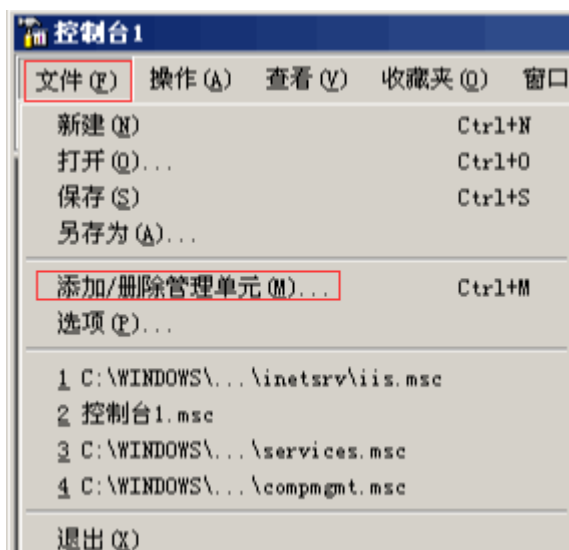 控制台1
文件(F) 操作(A) 查看(V) 收藏夹(O) 窗口
新建(N) Ctrl+N
打开(O)... Ctrl+O
保存(S) Ctrl+S
另存为(A)...
添加/删除管理单元(M)... Ctrl+M
选项(P)...
1 C:\WINDOWS\...\inetsrv\iis.msc
2 控制台1.msc
3 C:\WINDOWS\...\services.msc
4 C:\WINDOWS\...\compmgmt.msc
退出(X)